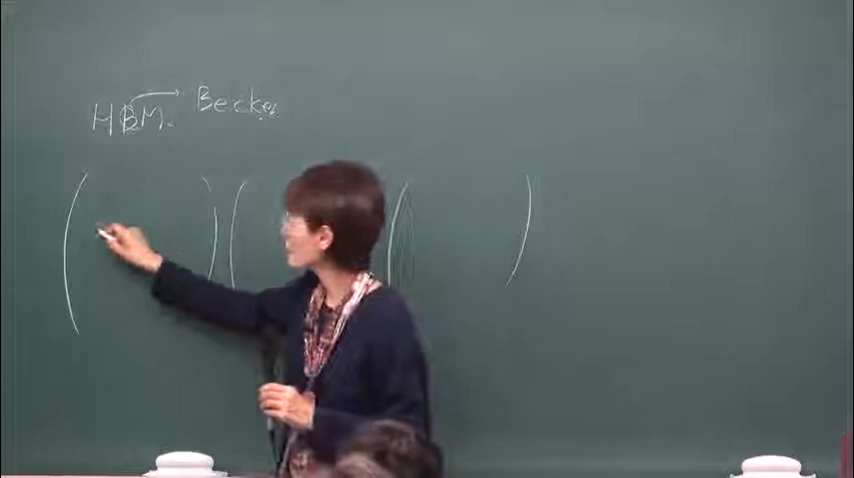 HBM. → Becker
( ) ( ) ( )